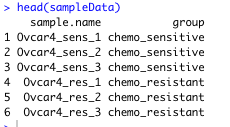 > head(sampleData)
sample.name group
1 Ovcar4_sens_1 chemo_sensitive
2 Ovcar4_sens_2 chemo_sensitive
3 Ovcar4_sens_3 chemo_sensitive
4 Ovcar4_res_1 chemo_resistant
5 Ovcar4_res_2 chemo_resistant
6 Ovcar4_res_3 chemo_resistant
>